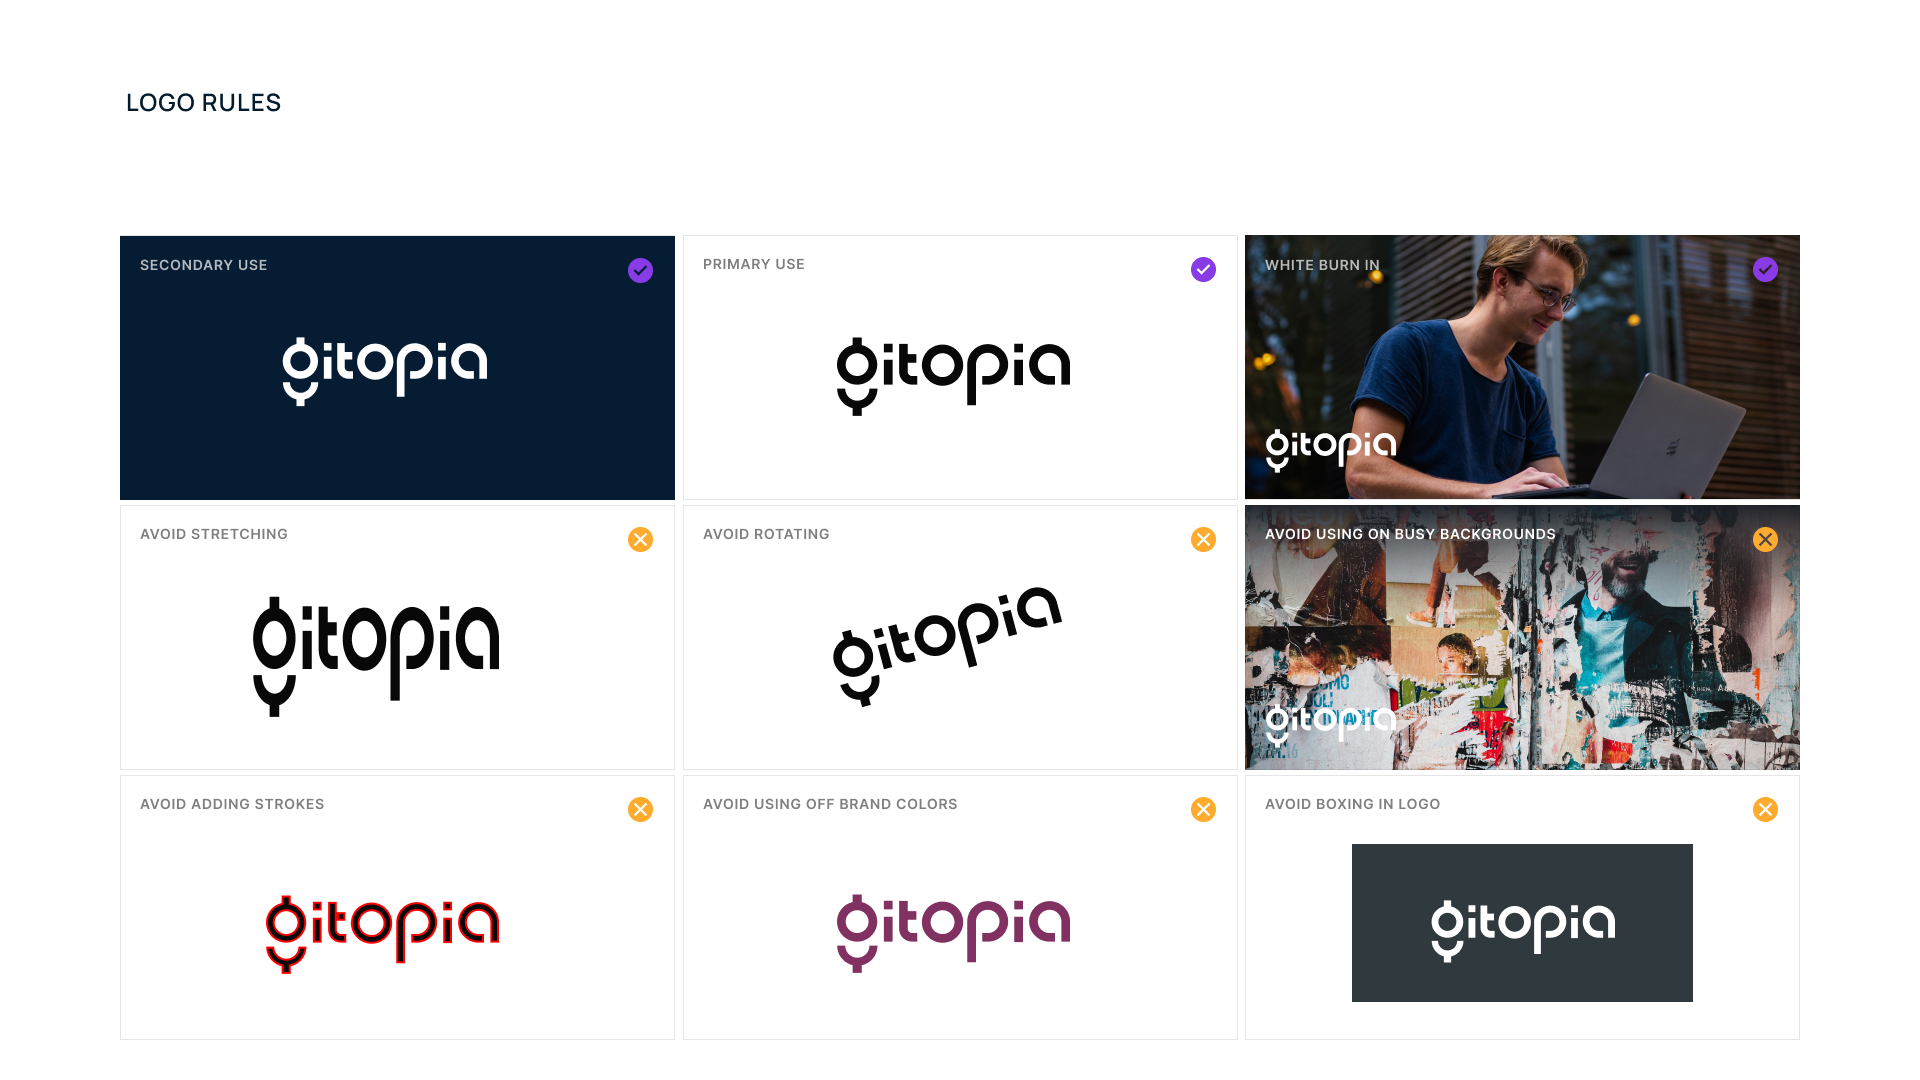 LOGO RULES
SECONDARY USE
gitopia
PRIMARY USE
gitopia
WHITE BURN IN
gitopia
AVOID STRETCHING
gitopia
AVOID ROTATING
gitopia
AVOID USING ON BUSY BACKGROUNDS
gitopia
AVOID ADDING STROKES
gitopia
AVOID USING OFF BRAND COLORS
gitopia
AVOID BOXING IN LOGO
gitopia